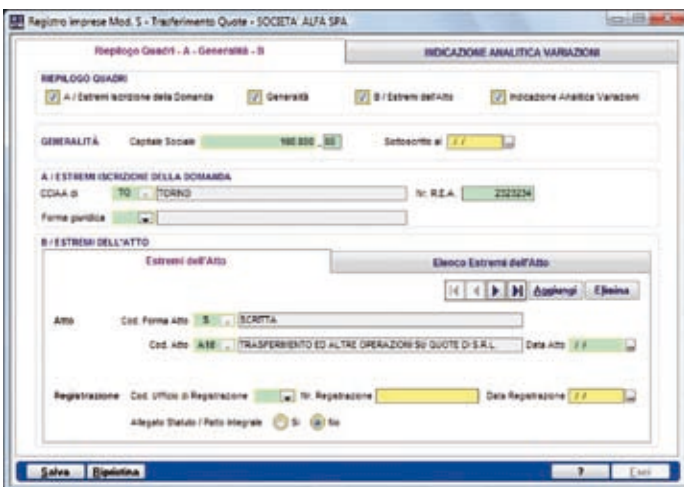 Registro Imprese Mod. S - Trasferimento Quote - SOCIETA' ALFA SPA
Riepilogo Quadri - A - Generalità - B
INDICAZIONE ANALITICA VARIAZIONI
RIEPILOGO QUADRI
A / Estremi Iscrizione della Domanda
Generalità
B / Estremi dell'Atto
Indicazione Analitica Variazioni
GENERALITÀ Capitale Sociale Sottoscritto al / /
A / ESTREMI ISCRIZIONE DELLA DOMANDA
CCIAA di TO TORINO Nr. R.E.A. 2323234
Forma giuridica
B / ESTREMI DELL'ATTO
Estremi dell'Atto
Elenco Estremi dell'Atto
Aggiungi Elimina
Atto Cod. Forma Atto S SCRITTA
Cod. Atto A18 TRASFERIMENTO ED ALTRE OPERAZIONI SU QUOTE DI S.R.L. Data Atto / /
Registrazione Cod. Ufficio di Registrazione Nr. Registrazione Data Registrazione / /
Allegato Statuto / Patto Integrale Si No
Salva Ripristina ? Esci